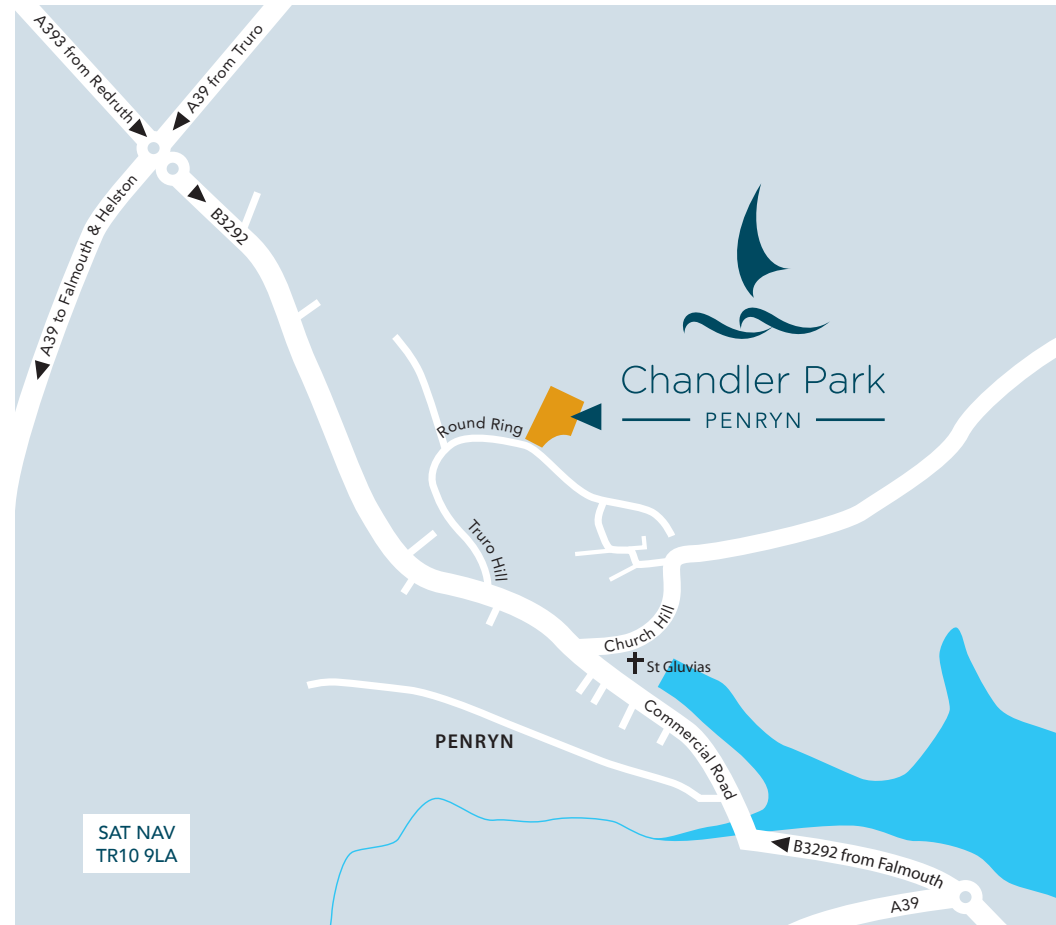 A393 from Redruth
A39 from Truro
A39 to Falmouth & Helston
B3292
Chandler Park
PENRYN
Round Ring
Truro Hill
Church Hill
St Gluvias
Commercial Road
PENRYN
SAT NAV
TR10 9LA
B3292 from Falmouth
A39